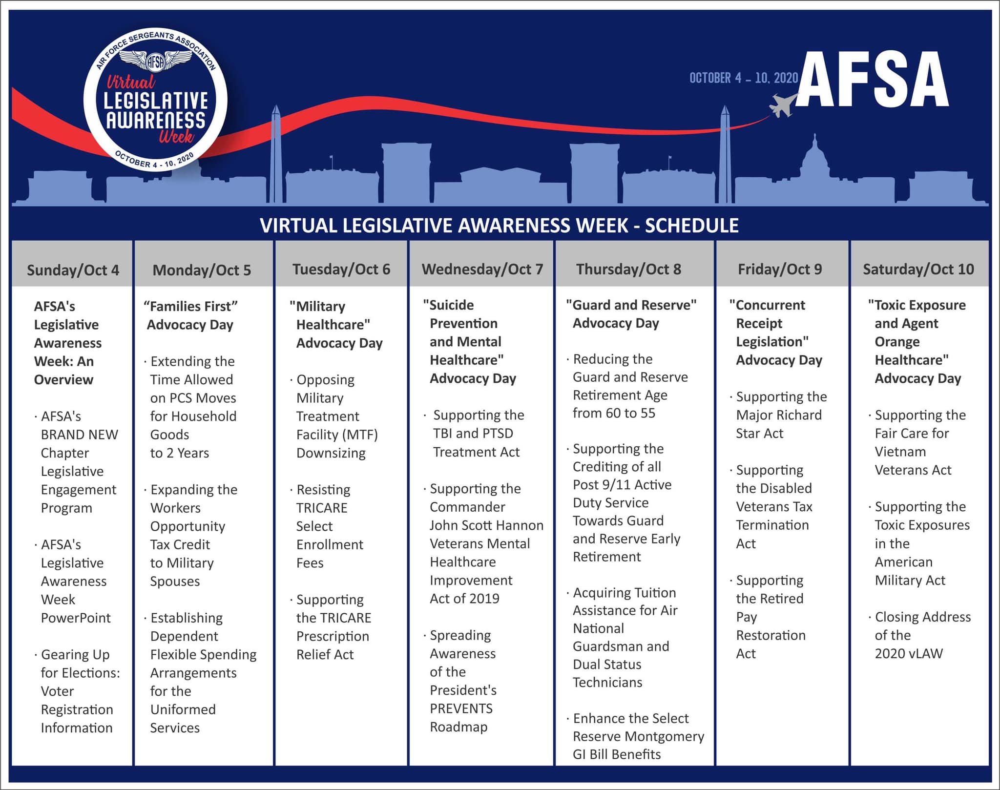 AIR FORCE SERGEANTS ASSOCIATION
AFSA
Virtual
LEGISLATIVE
AWARENESS
Week
OCTOBER 4 - 10, 2020
OCTOBER 4 – 10, 2020
AFSA
VIRTUAL LEGISLATIVE AWARENESS WEEK - SCHEDULE
Sunday/Oct 4
AFSA's
Legislative
Awareness
Week: An
Overview
· AFSA's
BRAND NEW
Chapter
Legislative
Engagement
Program
· AFSA's
Legislative
Awareness
Week
PowerPoint
· Gearing Up
for Elections:
Voter
Registration
Information
Monday/Oct 5
“Families First”
Advocacy Day
· Extending the
Time Allowed
on PCS Moves
for Household
Goods
to 2 Years
· Expanding the
Workers
Opportunity
Tax Credit
to Military
Spouses
· Establishing
Dependent
Flexible Spending
Arrangements
for the
Uniformed
Services
Tuesday/Oct 6
"Military
Healthcare"
Advocacy Day
· Opposing
Military
Treatment
Facility (MTF)
Downsizing
· Resisting
TRICARE
Select
Enrollment
Fees
· Supporting
the TRICARE
Prescription
Relief Act
Wednesday/Oct 7
"Suicide
Prevention
and Mental
Healthcare"
Advocacy Day
· Supporting the
TBI and PTSD
Treatment Act
· Supporting the
Commander
John Scott Hannon
Veterans Mental
Healthcare
Improvement
Act of 2019
· Spreading
Awareness
of the
President's
PREVENTS
Roadmap
Thursday/Oct 8
"Guard and Reserve"
Advocacy Day
· Reducing the
Guard and Reserve
Retirement Age
from 60 to 55
· Supporting the
Crediting of all
Post 9/11 Active
Duty Service
Towards Guard
and Reserve Early
Retirement
· Acquiring Tuition
Assistance for Air
National
Guardsman and
Dual Status
Technicians
· Enhance the Select
Reserve Montgomery
GI Bill Benefits
Friday/Oct 9
"Concurrent
Receipt
Legislation"
Advocacy Day
· Supporting the
Major Richard
Star Act
· Supporting
the Disabled
Veterans Tax
Termination
Act
· Supporting
the Retired
Pay
Restoration
Act
Saturday/Oct 10
"Toxic Exposure
and Agent
Orange
Healthcare"
Advocacy Day
· Supporting the
Fair Care for
Vietnam
Veterans Act
· Supporting the
Toxic Exposures
in the
American
Military Act
· Closing Address
of the
2020 vLAW